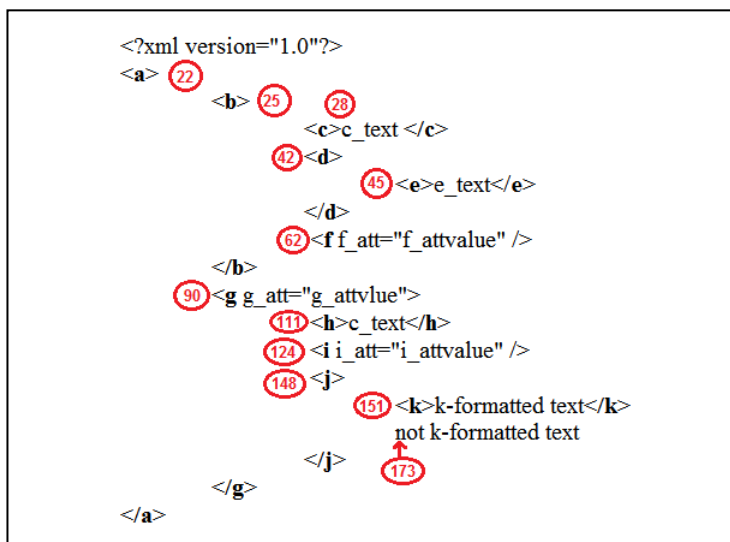 <?xml version="1.0"?>
<a> 22
<b> 25 28
<c>c_text </c>
42 <d>
45 <e>e_text</e>
</d>
62 <f f_att="f_attvalue" />
</b>
90 <g g_att="g_attvlue">
111 <h>c_text</h>
124 <i i_att="i_attvalue" />
148 <j>
151 <k>k-formatted text</k>
not k-formatted text
</j> 173
</g>
</a>